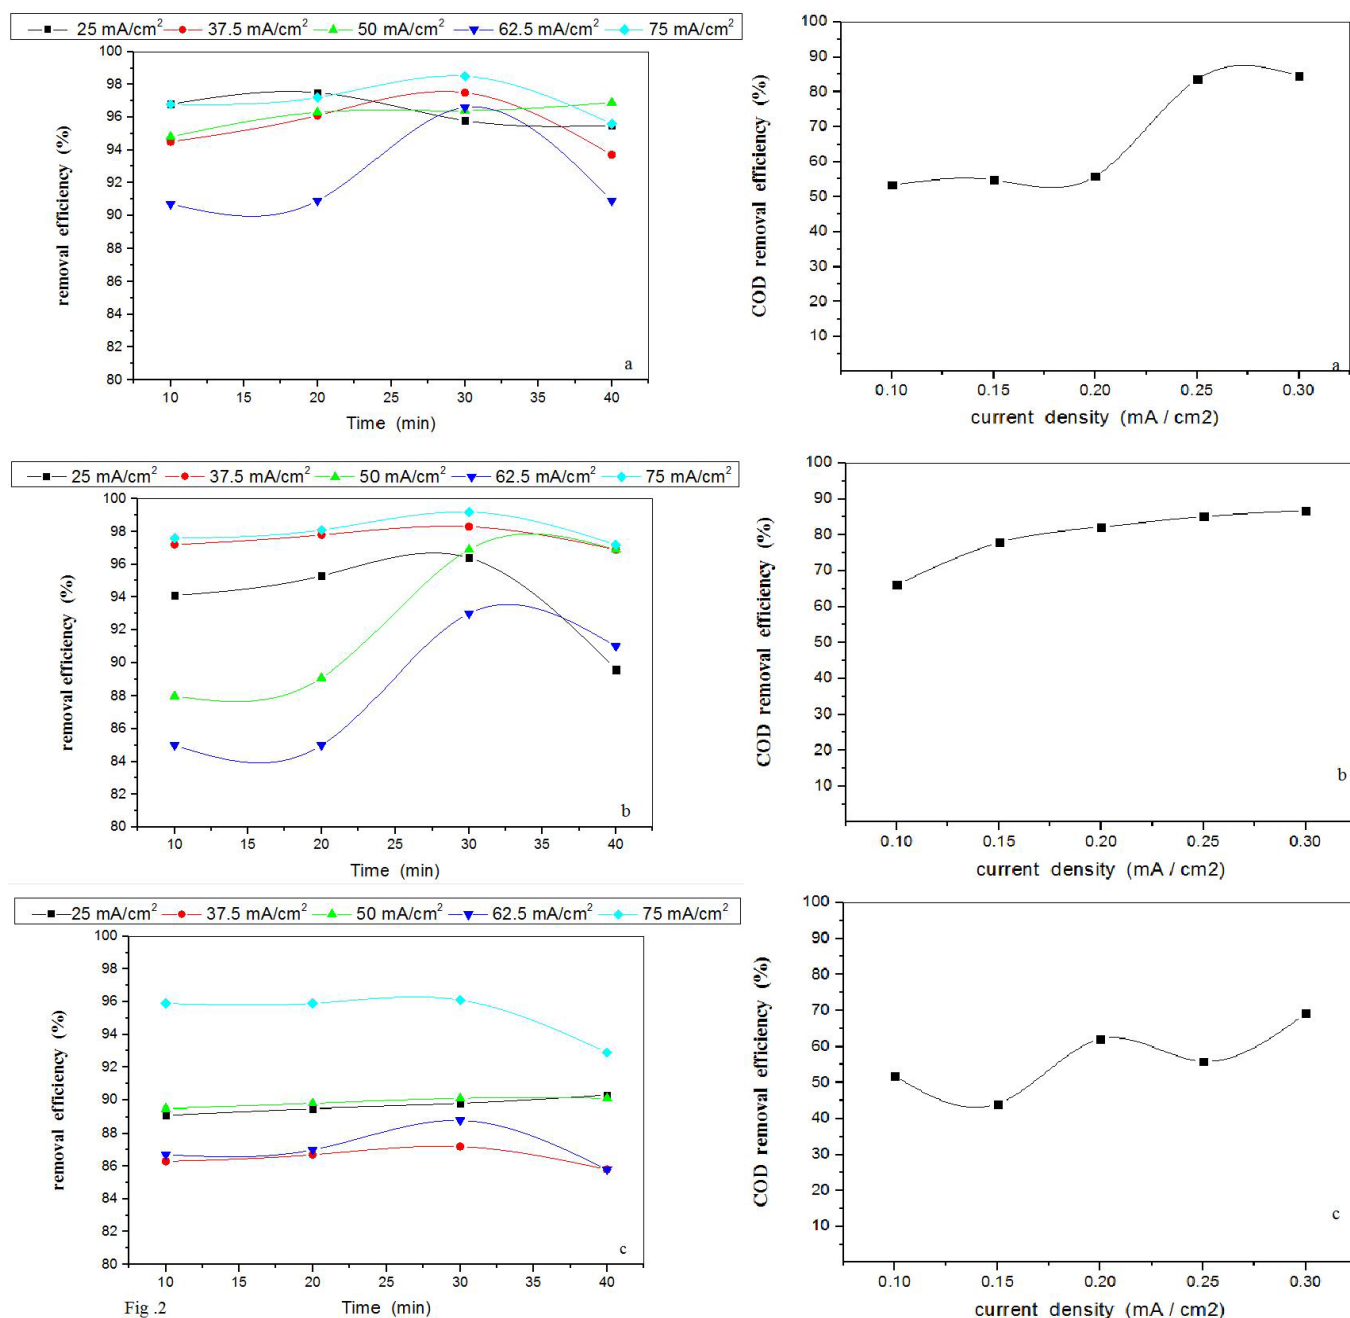 25 mA/cm² 37.5 mA/cm² 50 mA/cm² 62.5 mA/cm² 75 mA/cm²
removal efficiency (%)
100
98
96
94
92
90
88
86
84
82
80
a
10 15 20 25 30 35 40
Time (min)
COD removal efficiency (%)
100
90
80
70
60
50
40
30
20
10
a
0.10 0.15 0.20 0.25 0.30
current density (mA / cm2)
25 mA/cm² 37.5 mA/cm² 50 mA/cm² 62.5 mA/cm² 75 mA/cm²
removal efficiency (%)
100
98
96
94
92
90
88
86
84
82
80
b
10 15 20 25 30 35 40
Time (min)
COD removal efficiency (%)
100
90
80
70
60
50
40
30
20
10
b
0.10 0.15 0.20 0.25 0.30
current density (mA / cm2)
25 mA/cm² 37.5 mA/cm² 50 mA/cm² 62.5 mA/cm² 75 mA/cm²
removal efficiency (%)
100
98
96
94
92
90
88
86
84
82
80
c
10 15 20 25 30 35 40
Fig .2
Time (min)
COD removal efficiency (%)
100
90
80
70
60
50
40
30
20
10
c
0.10 0.15 0.20 0.25 0.30
current density (mA / cm2)